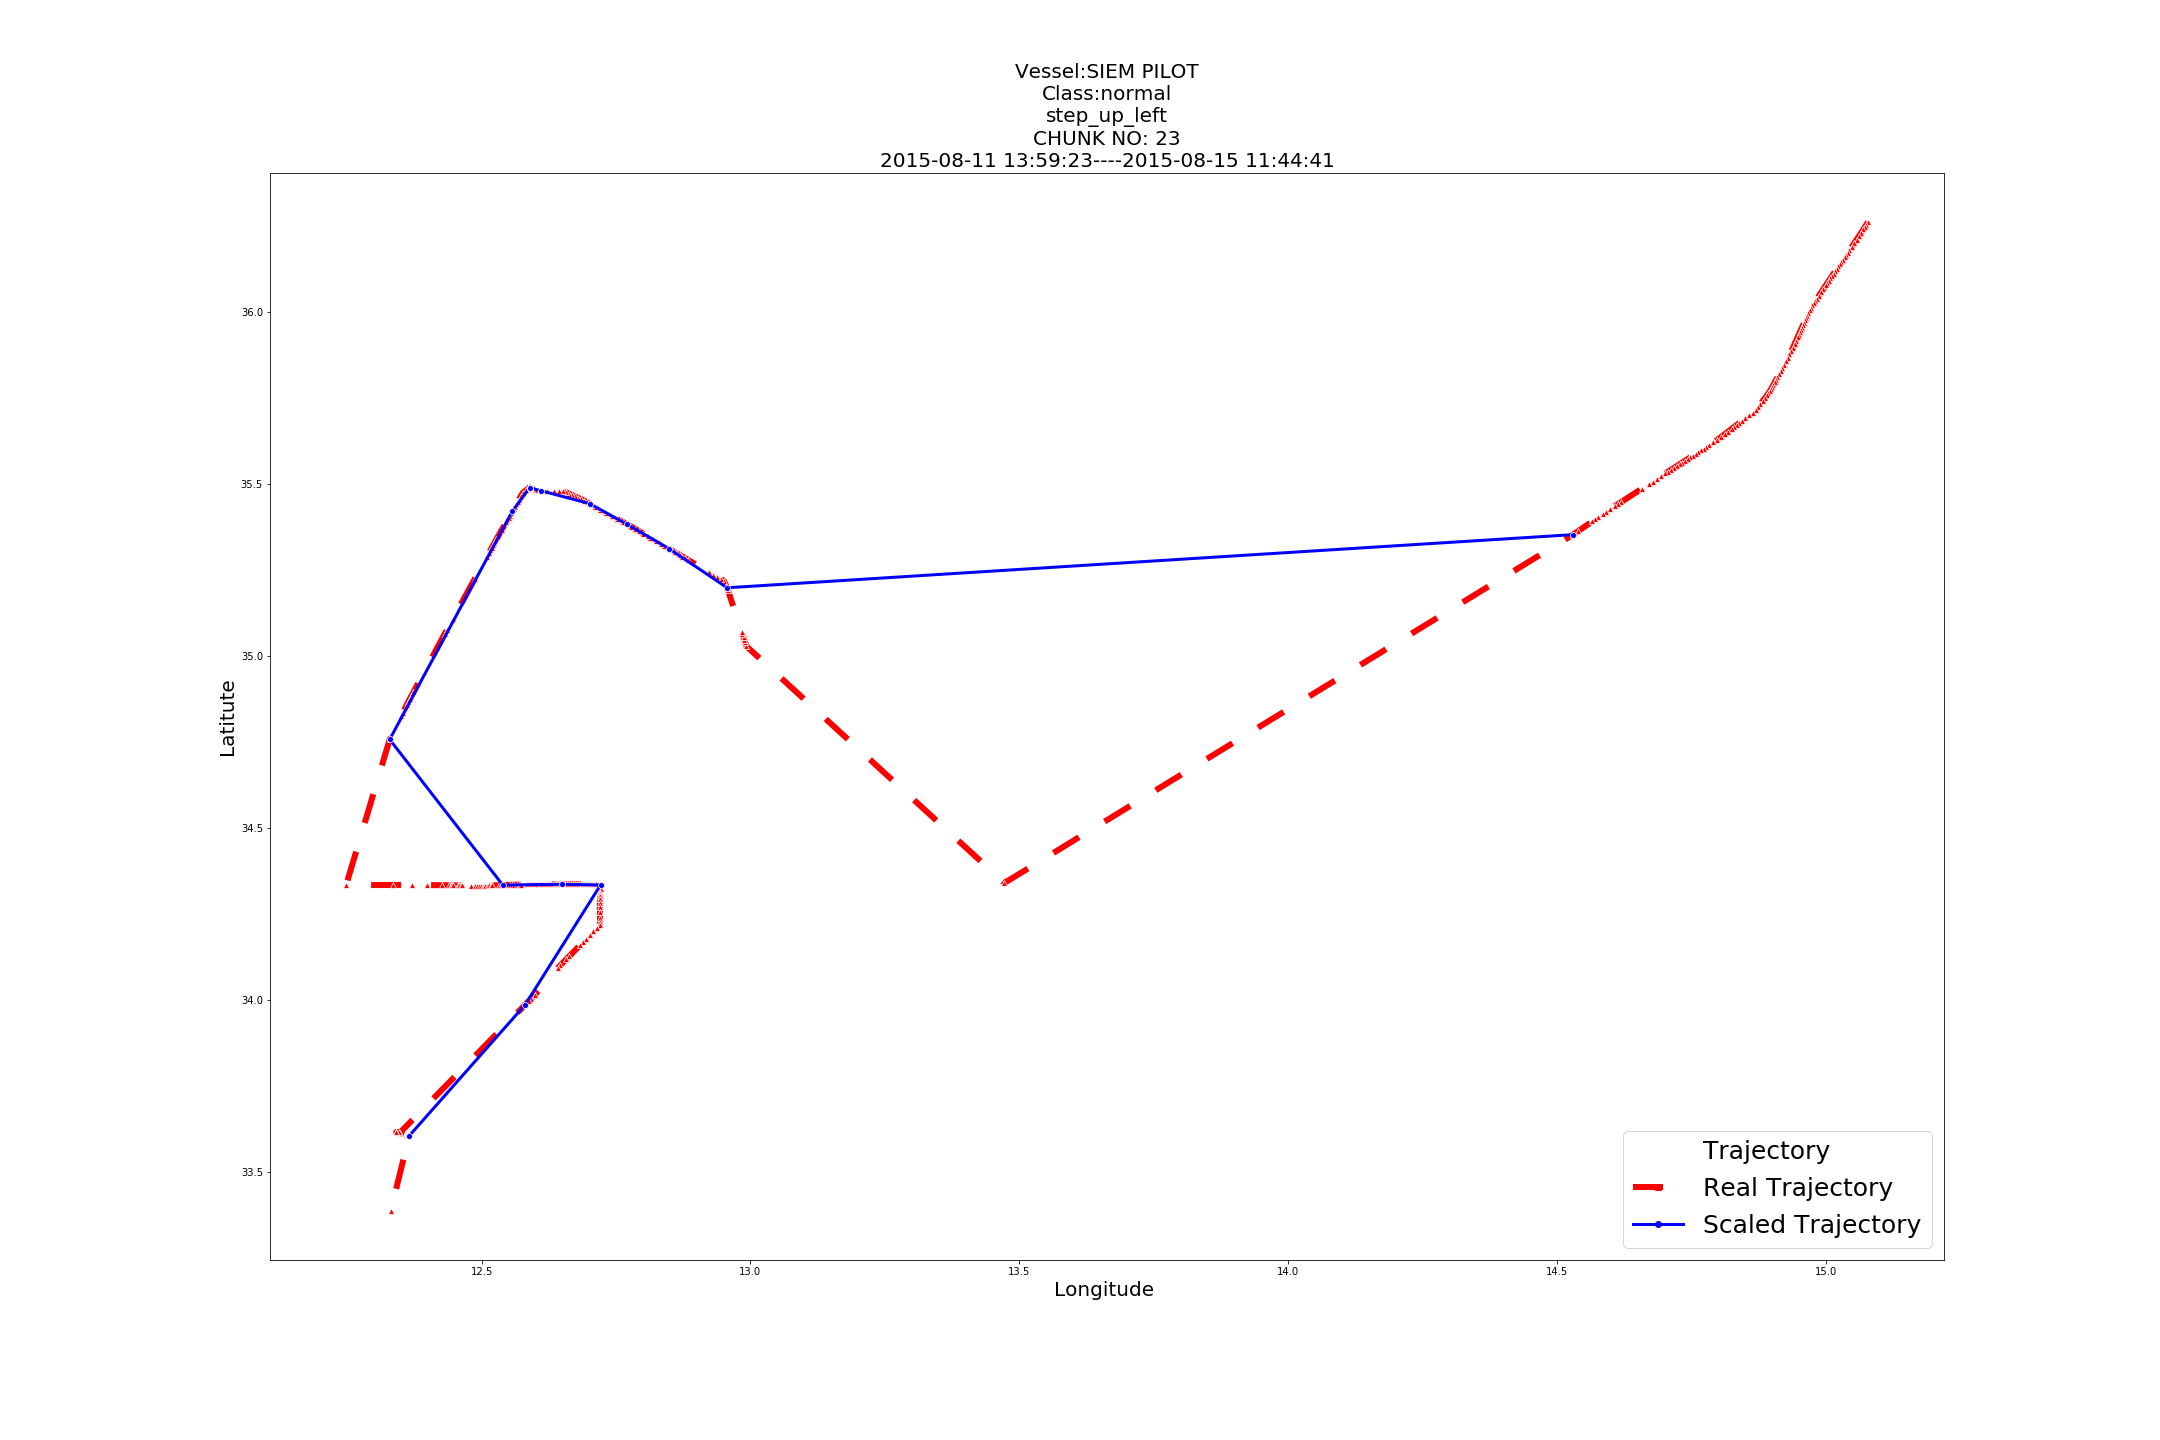 Vessel:SIEM PILOT
Class:normal
step_up_left
CHUNK NO: 23
2015-08-11 13:59:23----2015-08-15 11:44:41
36.0
35.5
35.0
34.5
34.0
33.5
Latitute
12.5
13.0
13.5
14.0
14.5
15.0
Longitude
Trajectory
Real Trajectory
Scaled Trajectory